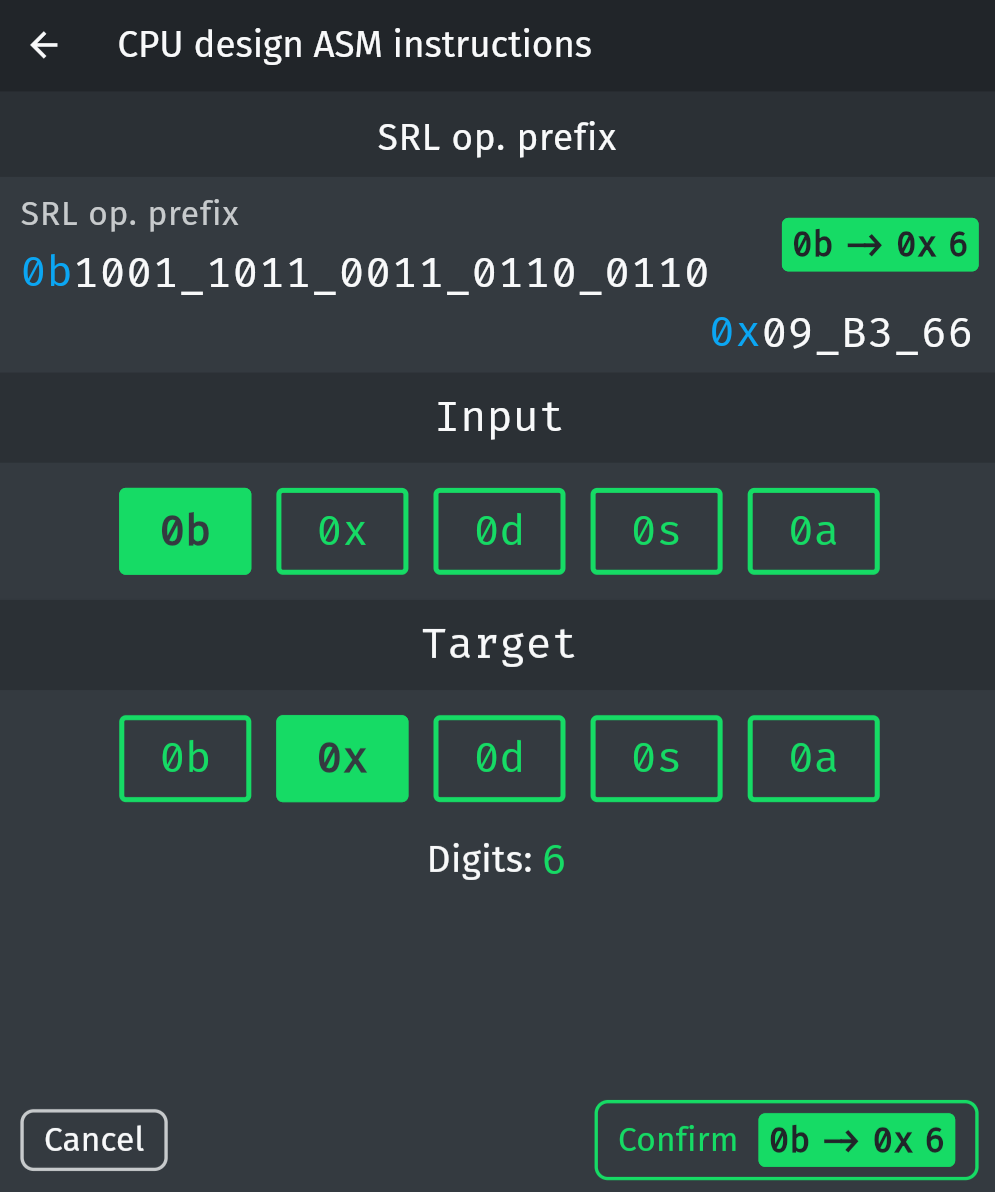 ← CPU design ASM instructions
SRL op. prefix
SRL op. prefix
0b1001_1011_0011_0110_0110
0b → 0x 6
0x09_B3_66
Input
0b 0x 0d 0s 0a
Target
0b 0x 0d 0s 0a
Digits: 6
Cancel Confirm 0b → 0x 6